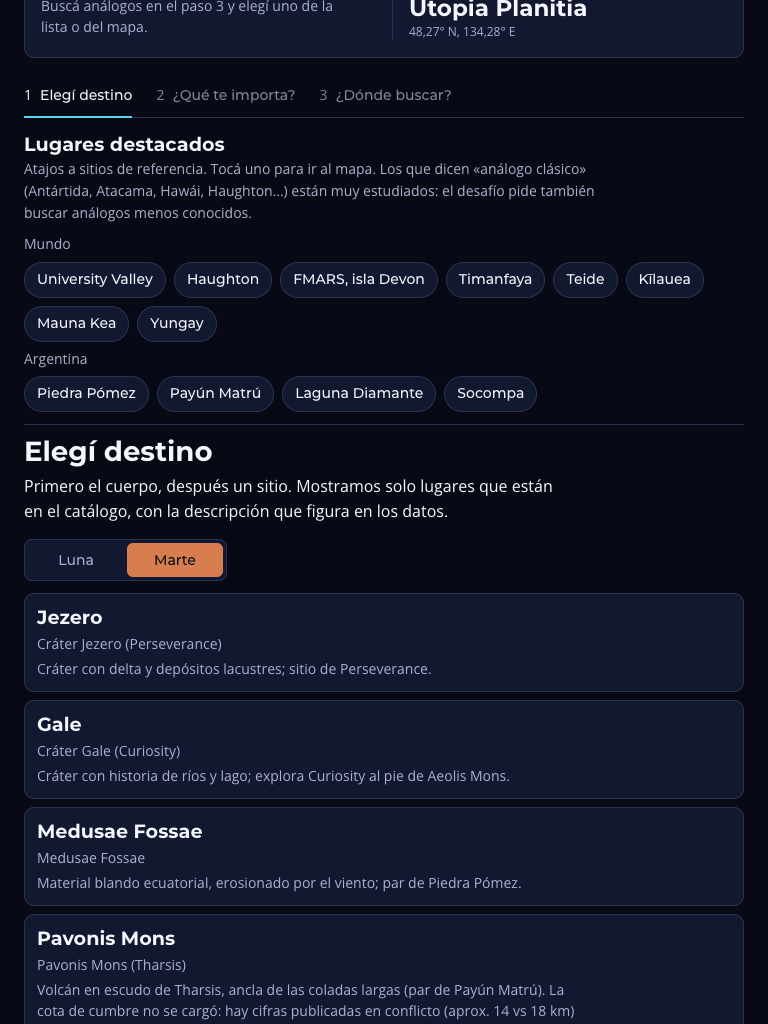 Buscá análogos en el paso 3 y elegí uno de la
lista o del mapa.
Utopia Planitia
48,27° N, 134,28° E
1 Elegí destino
2 ¿Qué te importa?
3 ¿Dónde buscar?
Lugares destacados
Atajos a sitios de referencia. Tocá uno para ir al mapa. Los que dicen «análogo clásico»
(Antártida, Atacama, Hawái, Haughton…) están muy estudiados: el desafío pide también
buscar análogos menos conocidos.
Mundo
University Valley
Haughton
FMARS, isla Devon
Timanfaya
Teide
Kīlauea
Mauna Kea
Yungay
Argentina
Piedra Pómez
Payún Matrú
Laguna Diamante
Socompa
Elegí destino
Primero el cuerpo, después un sitio. Mostramos solo lugares que están
en el catálogo, con la descripción que figura en los datos.
Luna
Marte
Jezero
Cráter Jezero (Perseverance)
Cráter con delta y depósitos lacustres; sitio de Perseverance.
Gale
Cráter Gale (Curiosity)
Cráter con historia de ríos y lago; explora Curiosity al pie de Aeolis Mons.
Medusae Fossae
Medusae Fossae
Material blando ecuatorial, erosionado por el viento; par de Piedra Pómez.
Pavonis Mons
Pavonis Mons (Tharsis)
Volcán en escudo de Tharsis, ancla de las coladas largas (par de Payún Matrú). La
cota de cumbre no se cargó: hay cifras publicadas en conflicto (aprox. 14 vs 18 km)